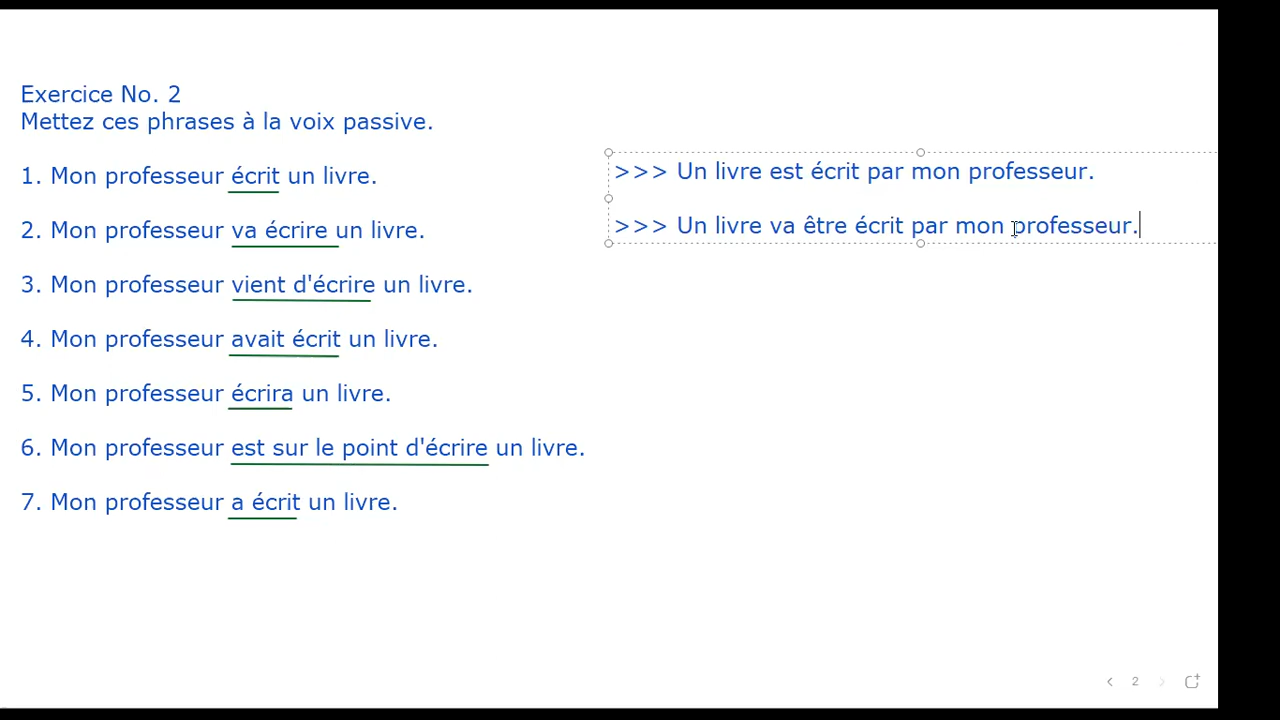 Exercice No. 2
Mettez ces phrases à la voix passive.
1. Mon professeur écrit un livre.
>>> Un livre est écrit par mon professeur.
2. Mon professeur va écrire un livre.
>>> Un livre va être écrit par mon professeur.
3. Mon professeur vient d'écrire un livre.
4. Mon professeur avait écrit un livre.
5. Mon professeur écrira un livre.
6. Mon professeur est sur le point d'écrire un livre.
7. Mon professeur a écrit un livre.
2